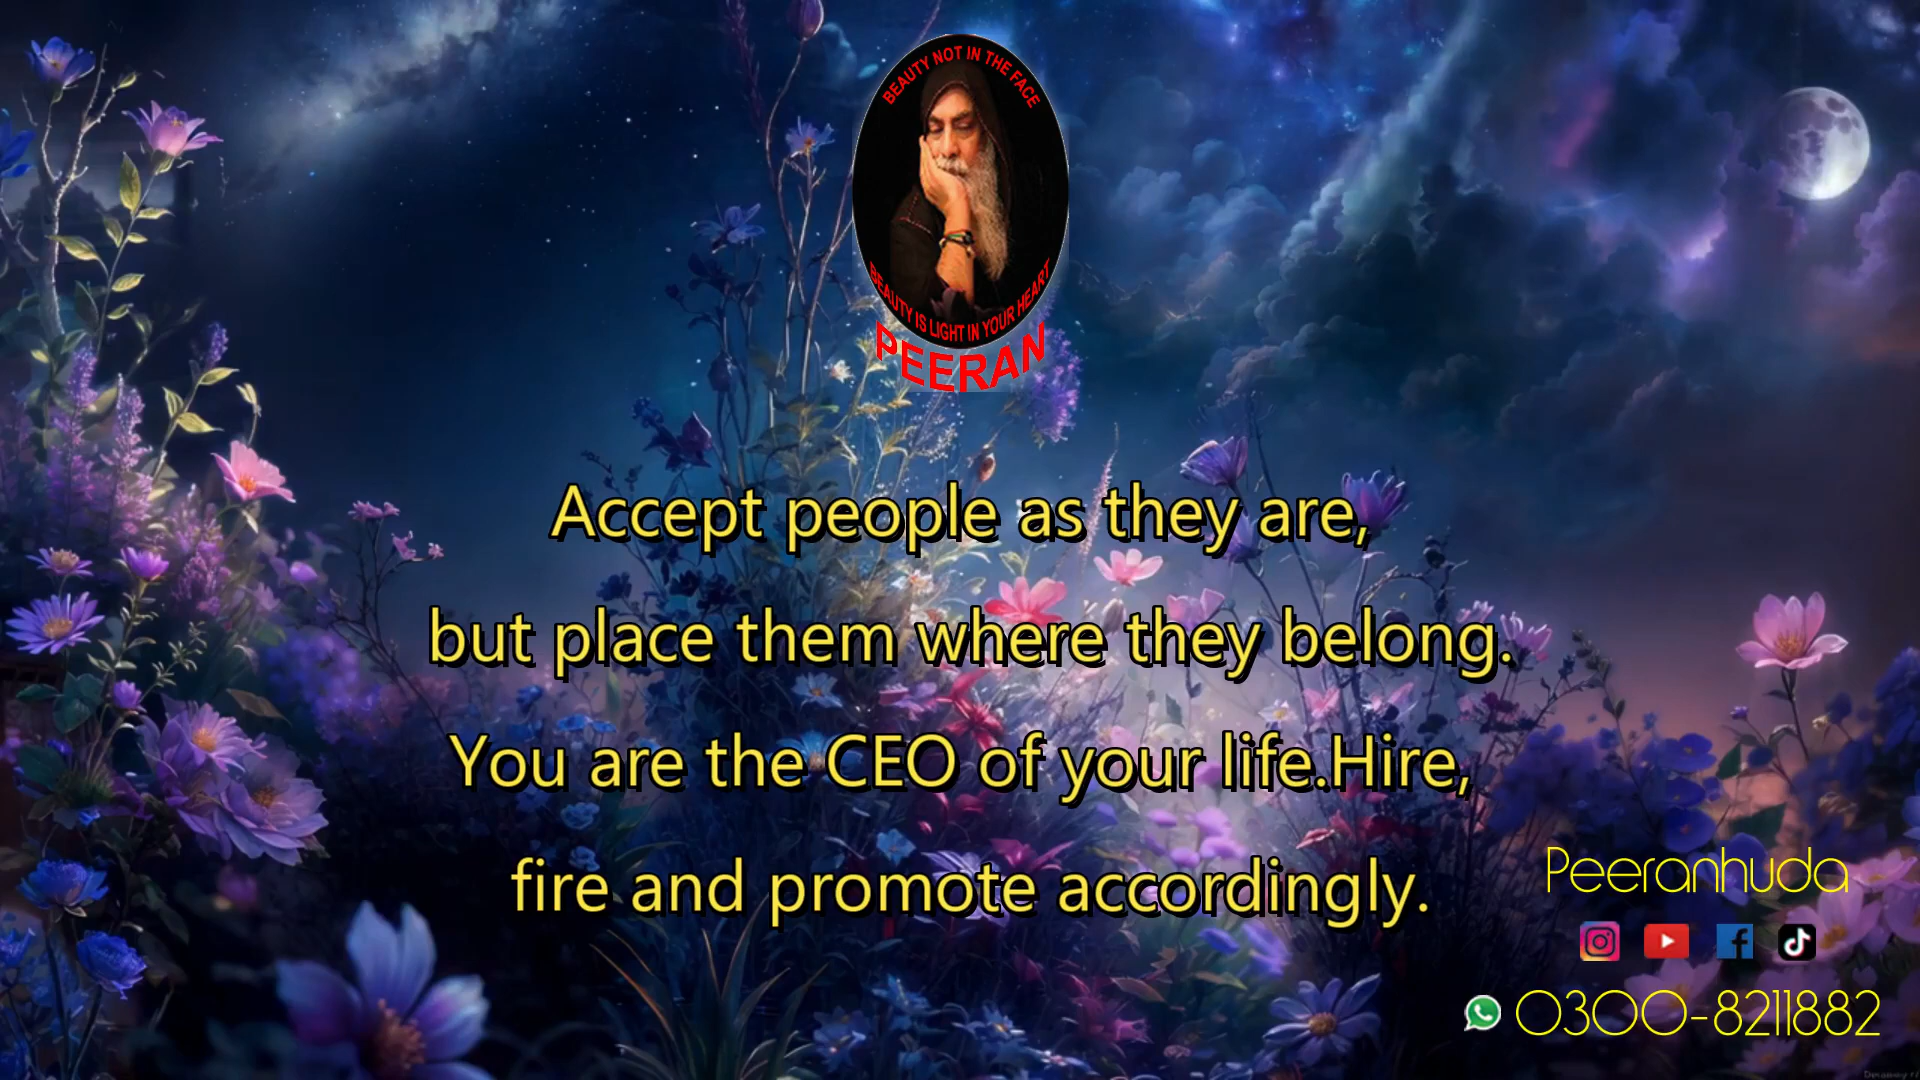 BEAUTY NOT IN THE FACE
BEAUTY IS LIGHT IN YOUR HEART
PEERAN
Accept people as they are,
but place them where they belong.
You are the CEO of your life.Hire,
fire and promote accordingly.
Peeranhuda
0300-8211882